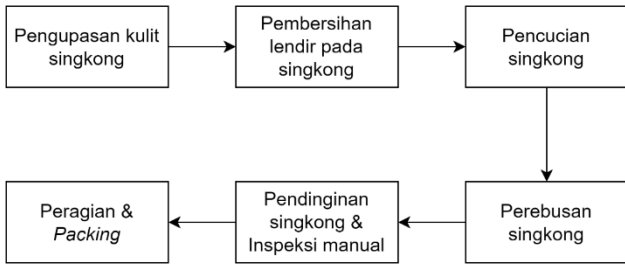 Pengupasan kulit
singkong
Pembersihan
lendir pada
singkong
Pencucian
singkong
Perebusan
singkong
Pendinginan
singkong &
Inspeksi manual
Peragian &
Packing